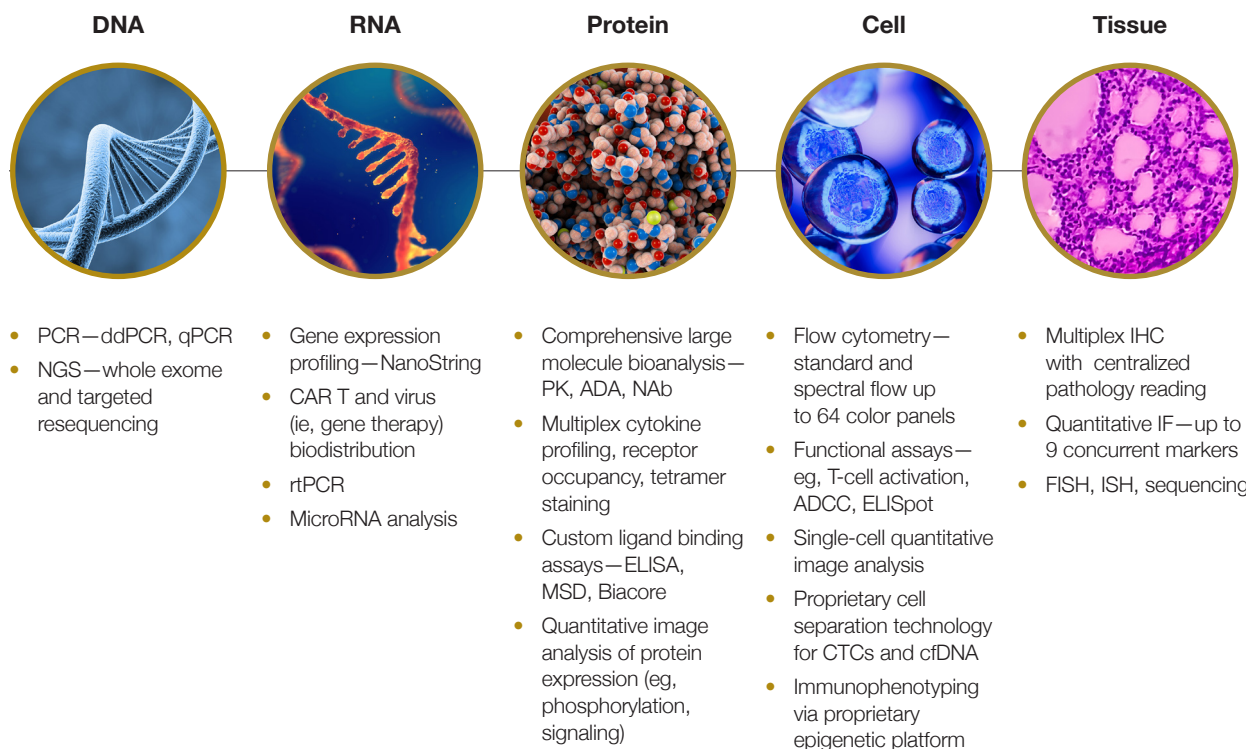 DNA
RNA
Protein
Cell
Tissue
• PCR—ddPCR, qPCR
• NGS—whole exome
and targeted
resequencing
• Gene expression
profiling—NanoString
• CAR T and virus
(ie, gene therapy)
biodistribution
• rtPCR
• MicroRNA analysis
• Comprehensive large
molecule bioanalysis—
PK, ADA, NAb
• Multiplex cytokine
profiling, receptor
occupancy, tetramer
staining
• Custom ligand binding
assays—ELISA,
MSD, Biacore
• Quantitative image
analysis of protein
expression (eg,
phosphorylation,
signaling)
• Flow cytometry—
standard and
spectral flow up
to 64 color panels
• Functional assays—
eg, T-cell activation,
ADCC, ELISpot
• Single-cell quantitative
image analysis
• Proprietary cell
separation technology
for CTCs and cfDNA
• Immunophenotyping
via proprietary
epigenetic platform
• Multiplex IHC
with centralized
pathology reading
• Quantitative IF—up to
9 concurrent markers
• FISH, ISH, sequencing